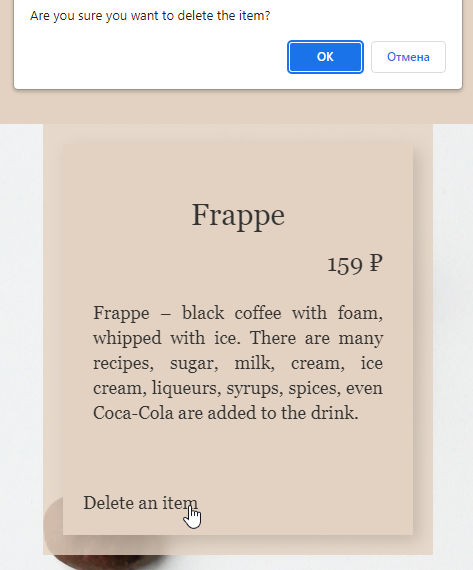 Are you sure you want to delete the item?
OK
Отмена
Frappe
159 ₽
Frappe – black coffee with foam,
whipped with ice. There are many
recipes, sugar, milk, cream, ice
cream, liqueurs, syrups, spices, even
Coca-Cola are added to the drink.
Delete an item